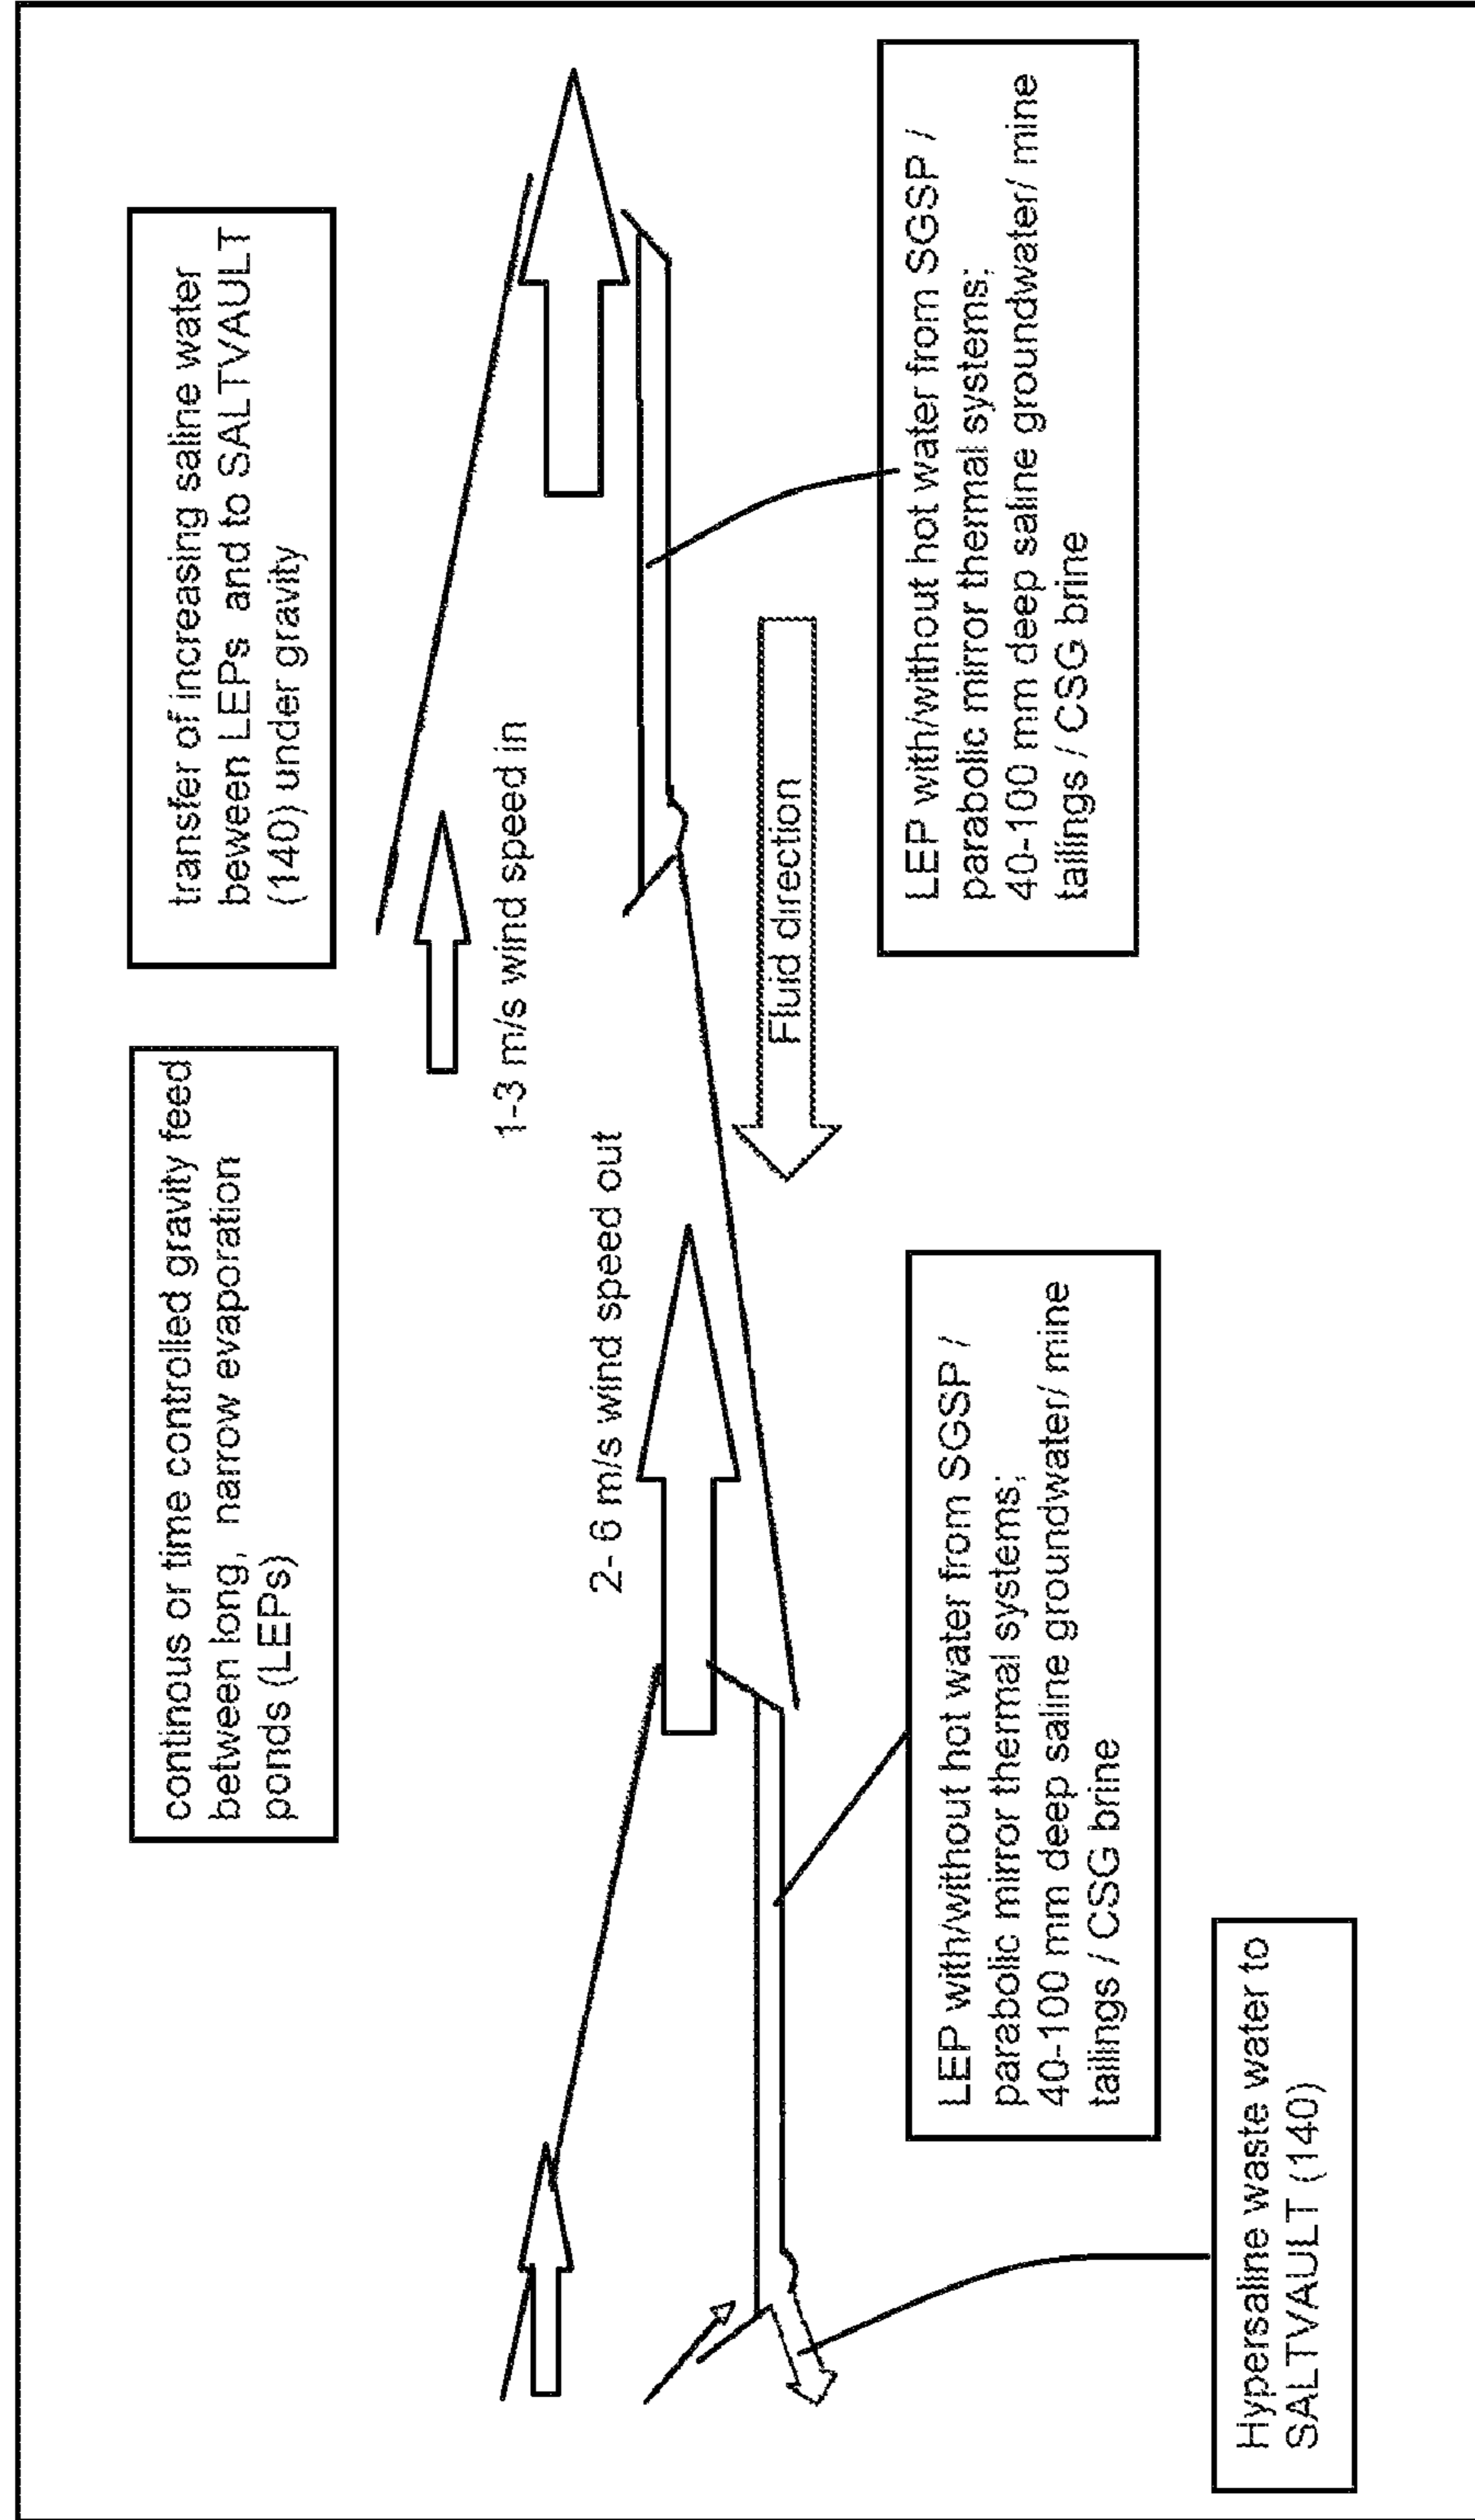 continous or time controlled gravity feed
between long, narrow evaporation
ponds (LEPs)
transfer of increasing saline water
beween LEPs and to SALTVAULT
(140) under gravity
1-3 m/s wind speed in
2- 6 m/s wind speed out
Fluid direction
LEP with/without hot water from SGSP /
parabolic mirror thermal systems;
40-100 mm deep saline groundwater/ mine
tailings / CSG brine
LEP with/without hot water from SGSP /
parabolic mirror thermal systems;
40-100 mm deep saline groundwater/ mine
tailings / CSG brine
Hypersaline waste water to
SALTVAULT (140)